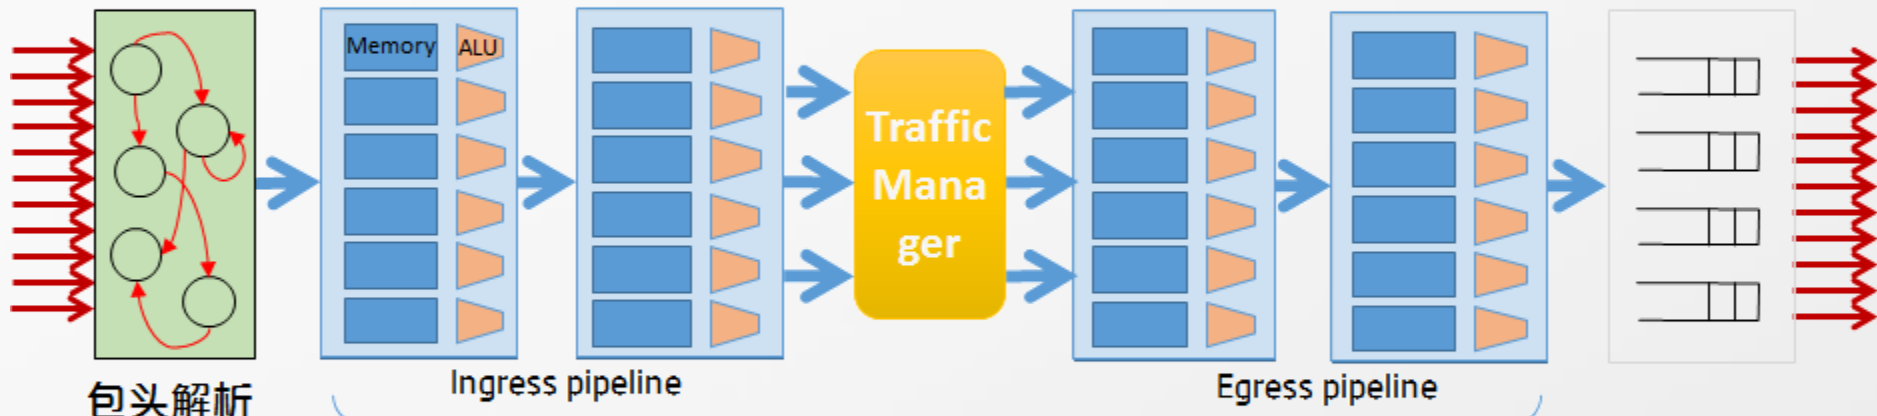 Memory
ALU
Traffic
Mana
ger
包头解析
Ingress pipeline
Egress pipeline